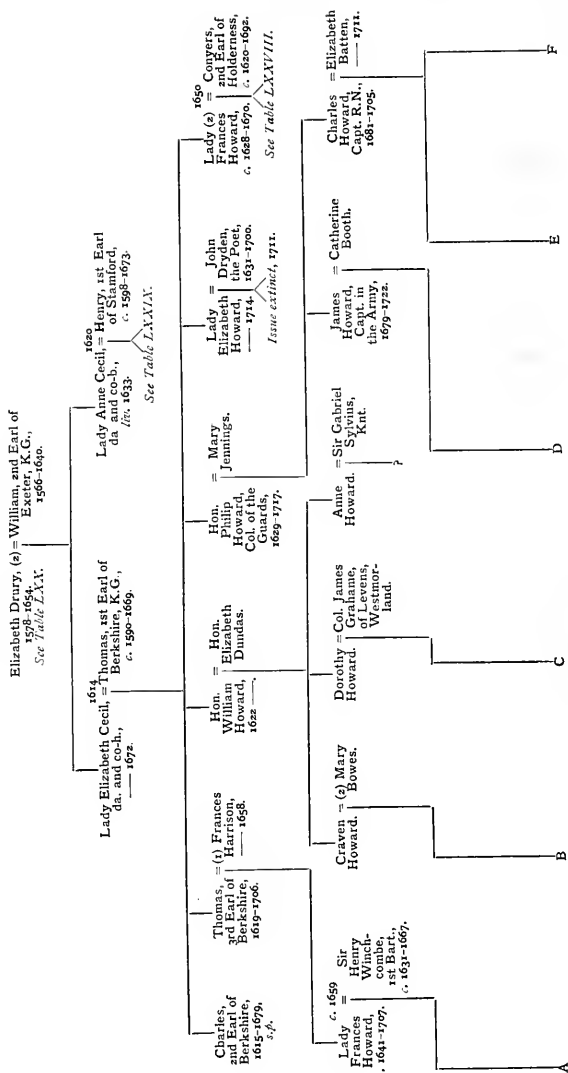 Elizabeth Drury, (2) = William, 2nd Earl of
1578-1654. Exeter, K.G.,
See Table LXX. 1566-1640.
1614
Lady Elizabeth Cecil, = Thomas, 1st Earl of
da. and co-h., Berkshire, K.G.,
—— 1672. c. 1590-1669.
1620
Lady Anne Cecil, = Henry, 1st Earl
da and co-b., of Stamford,
liv. 1633. c. 1598-1673.
See Table LXXIX.
Charles,
2nd Earl of
Berkshire,
1615-1679,
s.p.
Thomas, = (1) Frances
3rd Earl of Harrison,
Berkshire, —— 1658.
1619-1706.
Hon. = Hon.
William Elizabeth
Howard, Dundas.
1622 ——.
Hon. = Mary
Philip Jennings.
Howard,
Col. of the
Guards,
1629-1717.
Lady = John
Elizabeth Dryden,
Howard, the Poet,
—— 1714. 1631-1700.
Issue extinct, 1711.
1650
Lady (2) = Conyers,
Frances 2nd Earl of
Howard, Holderness,
c. 1628-1670. c. 1620-1692.
See Table LXXVIII.
c. 1659
Lady = Sir
Frances Henry
Howard, Winch-
, 1641-1707. combe,
1st Bart.,
c. 1631-1667.
Craven = (2) Mary
Howard. Bowes.
Dorothy = Col. James
Howard. Grahame,
of Levens,
Westmor-
land.
Anne = Sir Gabriel
Howard. Sylvius,
Knt.
?
James = Catherine
Howard, Booth.
Capt. in
the Army,
1679-1722.
Charles = Elizabeth
Howard, Batten,
Capt. R.N., —— 1711.
1681-1705.
A
B
C
D
E
F